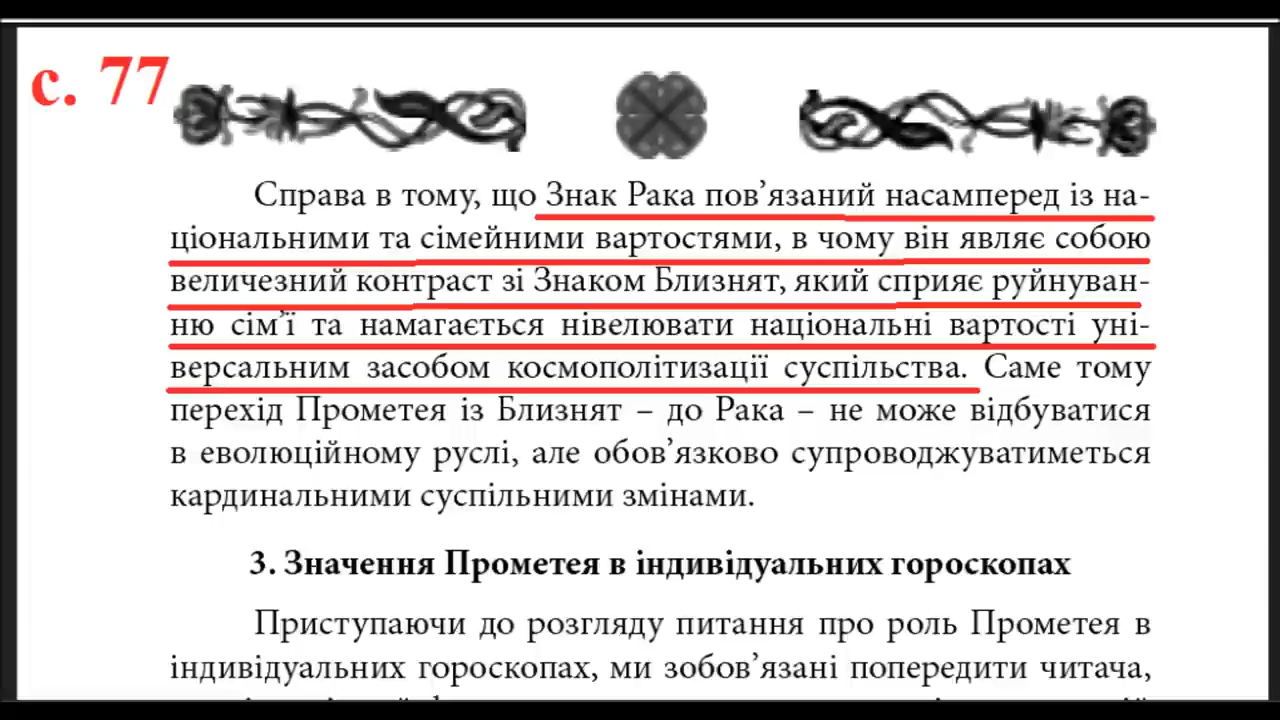 с. 77
Справа в тому, що Знак Рака пов’язаний насамперед із на-
ціональними та сімейними вартостями, в чому він являє собою
величезний контраст зі Знаком Близнят, який сприяє руйнуван-
ню сім’ї та намагається нівелювати національні вартості уні-
версальним засобом космополітизації суспільства. Саме тому
перехід Прометея із Близнят – до Рака – не може відбуватися
в еволюційному руслі, але обов’язково супроводжуватиметься
кардинальними суспільними змінами.
3. Значення Прометея в індивідуальних гороскопах
Приступаючи до розгляду питання про роль Прометея в
індивідуальних гороскопах, ми зобов’язані попередити читача,